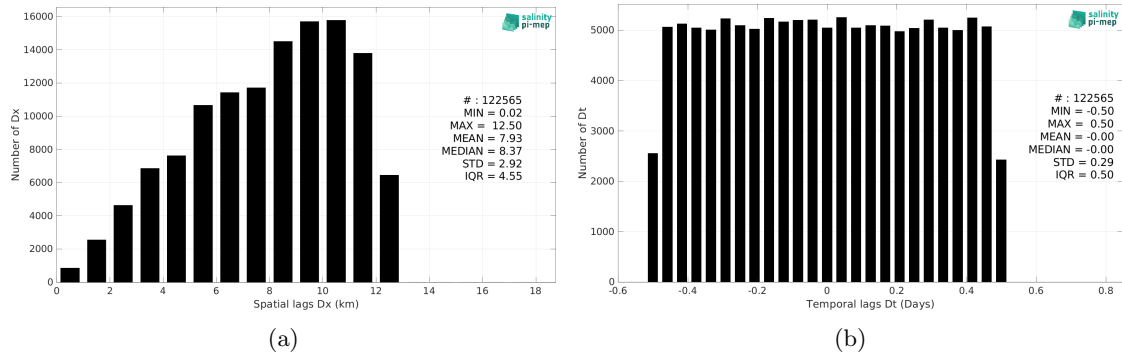 16000
14000
12000
10000
8000
6000
4000
2000
0
0 2 4 6 8 10 12 14 16 18
Number of Dx
Spatial lags Dx (km)
salinity
pi-mep
# : 122565
MIN = 0.02
MAX = 12.50
MEAN = 7.93
MEDIAN = 8.37
STD = 2.92
IQR = 4.55
(a)
5000
4000
3000
2000
1000
0
-0.6 -0.4 -0.2 0 0.2 0.4 0.6 0.8
Number of Dt
Temporal lags Dt (Days)
salinity
pi-mep
# : 122565
MIN = -0.50
MAX = 0.50
MEAN = -0.00
MEDIAN = -0.00
STD = 0.29
IQR = 0.50
(b)